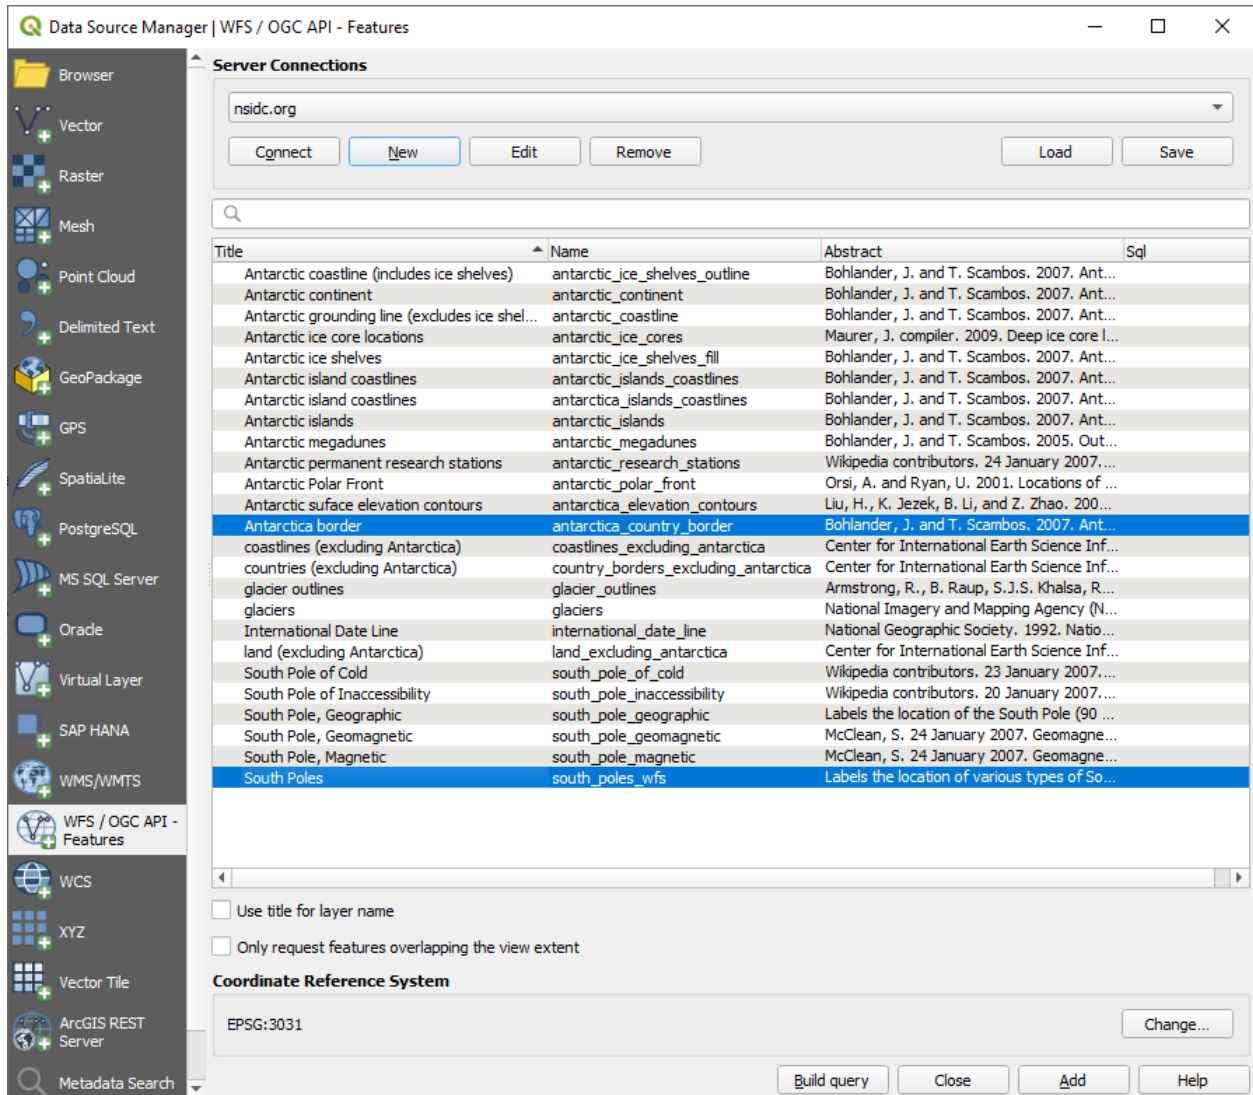 Data Source Manager | WFS / OGC API - Features
Browser
Vector
Raster
Mesh
Point Cloud
Delimited Text
GeoPackage
GPS
SpatiaLite
PostgreSQL
MS SQL Server
Oracle
Virtual Layer
SAP HANA
WMS/WMTS
WFS / OGC API -
Features
WCS
XYZ
Vector Tile
ArcGIS REST
Server
Metadata Search
Server Connections
nsidc.org
Connect New Edit Remove Load Save
Title Name Abstract Sql
Antarctic coastline (includes ice shelves) antarctic_ice_shelves_outline Bohlander, J. and T. Scambos. 2007. Ant...
Antarctic continent antarctic_continent Bohlander, J. and T. Scambos. 2007. Ant...
Antarctic grounding line (excludes ice shel... antarctic_coastline Bohlander, J. and T. Scambos. 2007. Ant...
Antarctic ice core locations antarctic_ice_cores Maurer, J. compiler. 2009. Deep ice core l...
Antarctic ice shelves antarctic_ice_shelves_fill Bohlander, J. and T. Scambos. 2007. Ant...
Antarctic island coastlines antarctic_islands_coastlines Bohlander, J. and T. Scambos. 2007. Ant...
Antarctic island coastlines antarctica_islands_coastlines Bohlander, J. and T. Scambos. 2007. Ant...
Antarctic islands antarctic_islands Bohlander, J. and T. Scambos. 2007. Ant...
Antarctic megadunes antarctic_megadunes Bohlander, J. and T. Scambos. 2005. Out...
Antarctic permanent research stations antarctic_research_stations Wikipedia contributors. 24 January 2007....
Antarctic Polar Front antarctic_polar_front Orsi, A. and Ryan, U. 2001. Locations of ...
Antarctic suface elevation contours antarctica_elevation_contours Liu, H., K. Jezek, B. Li, and Z. Zhao. 200...
Antarctica border antarctica_country_border Bohlander, J. and T. Scambos. 2007. Ant...
coastlines (excluding Antarctica) coastlines_excluding_antarctica Center for International Earth Science Inf...
countries (excluding Antarctica) country_borders_excluding_antarctica Center for International Earth Science Inf...
glacier outlines glacier_outlines Armstrong, R., B. Raup, S.J.S. Khalsa, R...
glaciers glaciers National Imagery and Mapping Agency (N...
International Date Line international_date_line National Geographic Society. 1992. Natio...
land (excluding Antarctica) land_excluding_antarctica Center for International Earth Science Inf...
South Pole of Cold south_pole_of_cold Wikipedia contributors. 23 January 2007....
South Pole of Inaccessibility south_pole_inaccessibility Wikipedia contributors. 20 January 2007....
South Pole, Geographic south_pole_geographic Labels the location of the South Pole (90 ...
South Pole, Geomagnetic south_pole_geomagnetic McClean, S. 24 January 2007. Geomagne...
South Pole, Magnetic south_pole_magnetic McClean, S. 24 January 2007. Geomagne...
South Poles south_poles_wfs Labels the location of various types of So...
Use title for layer name
Only request features overlapping the view extent
Coordinate Reference System
EPSG:3031 Change...
Build query Close Add Help